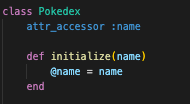 class Pokedex
    attr_accessor :name

    def initialize(name)
        @name = name
    end